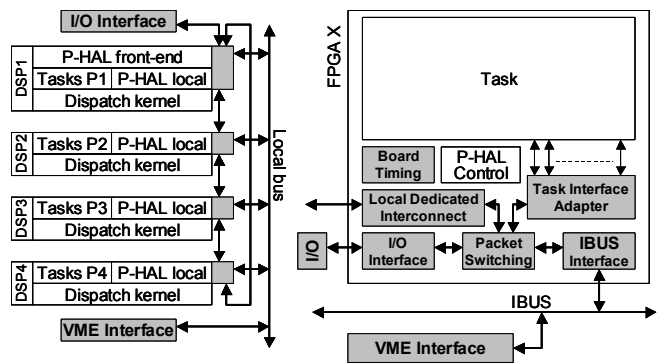 I/O Interface
DSP1
P-HAL front-end
Tasks P1 P-HAL local
Dispatch kernel
DSP2
Tasks P2 P-HAL local
Dispatch kernel
DSP3
Tasks P3 P-HAL local
Dispatch kernel
DSP4
Tasks P4 P-HAL local
Dispatch kernel
VME Interface
Local bus
FPGA X
Task
Board
Timing
P-HAL
Control
Task Interface
Adapter
Local Dedicated
Interconnect
I/O
I/O
Interface
Packet
Switching
IBUS
Interface
IBUS
VME Interface